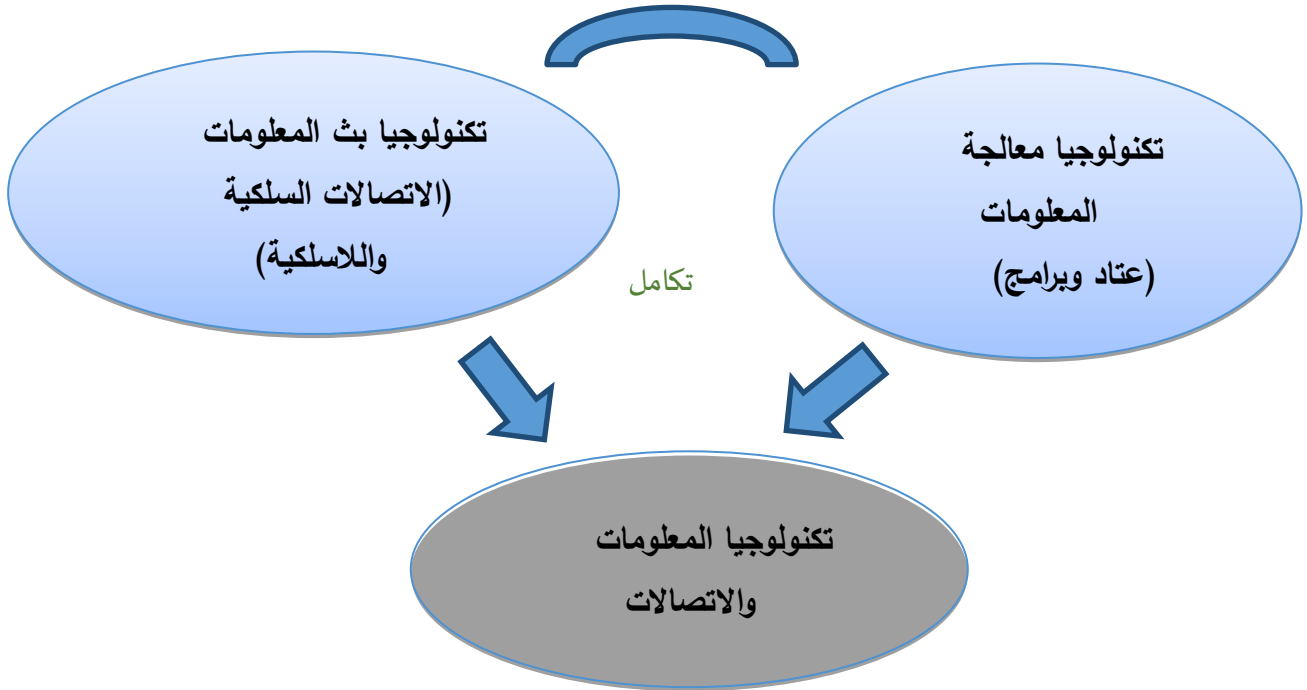 تكنولوجيا معالجة
المعلومات
(عتاد وبرامج)
تكنولوجيا بث المعلومات
(الاتصالات السلكية
واللاسلكية)
تكامل
تكنولوجيا المعلومات
والاتصالات